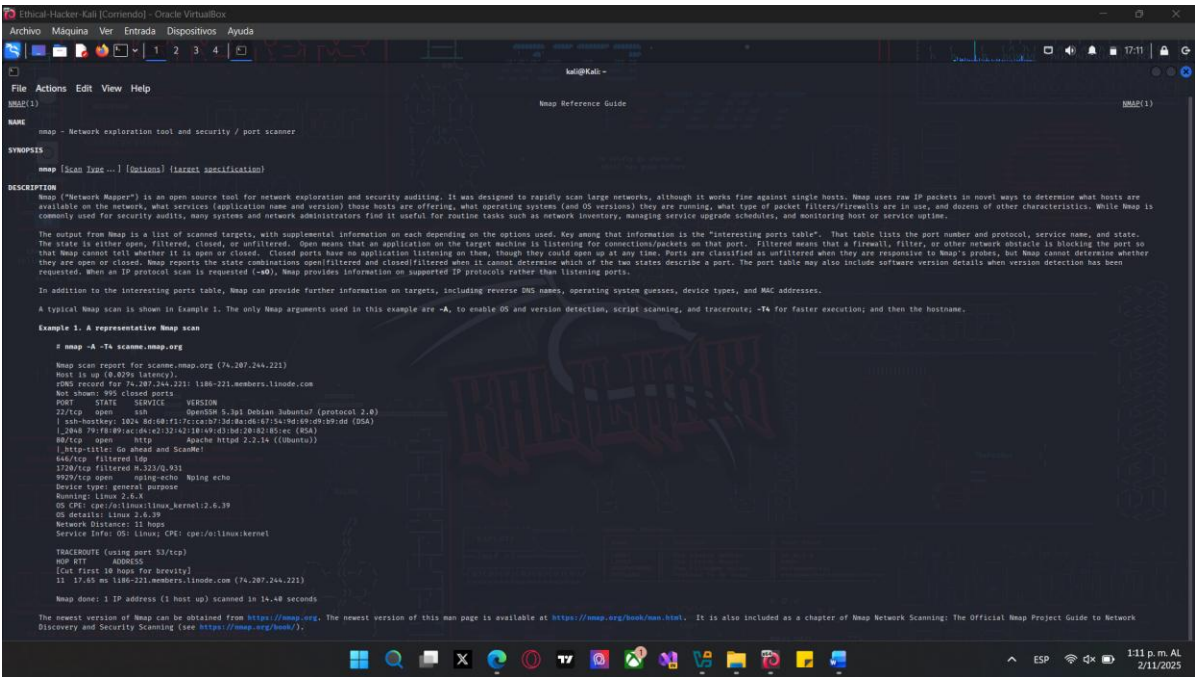 Ethical-Hacker-Kali [Corriendo] - Oracle VirtualBox
Archivo Máquina Ver Entrada Dispositivos Ayuda
1 2 3 4 17:11
kali@Kali: ~
File Actions Edit View Help
NMAP(1) Nmap Reference Guide NMAP(1)
NAME
nmap - Network exploration tool and security / port scanner
SYNOPSIS
nmap [Scan Type ...] [Options] {target specification}
DESCRIPTION
Nmap ("Network Mapper") is an open source tool for network exploration and security auditing. It was designed to rapidly scan large networks, although it works fine against single hosts. Nmap uses raw IP packets in novel ways to determine what hosts are
available on the network, what services (application name and version) those hosts are offering, what operating systems (and OS versions) they are running, what type of packet filters/firewalls are in use, and dozens of other characteristics. While Nmap is
commonly used for security audits, many systems and network administrators find it useful for routine tasks such as network inventory, managing service upgrade schedules, and monitoring host or service uptime.
The output from Nmap is a list of scanned targets, with supplemental information on each depending on the options used. Key among that information is the "interesting ports table". That table lists the port number and protocol, service name, and state.
The state is either open, filtered, closed, or unfiltered. Open means that an application on the target machine is listening for connections/packets on that port. Filtered means that a firewall, filter, or other network obstacle is blocking the port so
that Nmap cannot tell whether it is open or closed. Closed ports have no application listening on them, though they could open up at any time. Ports are classified as unfiltered when they are responsive to Nmap's probes, but Nmap cannot determine whether
they are open or closed. Nmap reports the state combinations open|filtered and closed|filtered when it cannot determine which of the two states describe a port. The port table may also include software version details when version detection has been
requested. When an IP protocol scan is requested (-sO), Nmap provides information on supported IP protocols rather than listening ports.
In addition to the interesting ports table, Nmap can provide further information on targets, including reverse DNS names, operating system guesses, device types, and MAC addresses.
A typical Nmap scan is shown in Example 1. The only Nmap arguments used in this example are -A, to enable OS and version detection, script scanning, and traceroute; -T4 for faster execution; and then the hostname.
Example 1. A representative Nmap scan
# nmap -A -T4 scanme.nmap.org
Nmap scan report for scanme.nmap.org (74.207.244.221)
Host is up (0.029s latency).
rDNS record for 74.207.244.221: li86-221.members.linode.com
Not shown: 995 closed ports
PORT STATE SERVICE VERSION
22/tcp open ssh OpenSSH 5.3p1 Debian 3ubuntu7 (protocol 2.0)
| ssh-hostkey: 1024 8d:60:f1:7c:ca:b7:3d:0a:d6:67:54:9d:69:d9:b9:dd (DSA)
|_2048 79:f8:09:ac:d4:e2:32:42:10:49:d3:bd:20:82:85:ec (RSA)
80/tcp open http Apache httpd 2.2.14 ((Ubuntu))
|_http-title: Go ahead and ScanMe!
646/tcp filtered ldp
1720/tcp filtered H.323/Q.931
9929/tcp open nping-echo Nping echo
Device type: general purpose
Running: Linux 2.6.X
OS CPE: cpe:/o:linux:linux_kernel:2.6.39
OS details: Linux 2.6.39
Network Distance: 11 hops
Service Info: OS: Linux; CPE: cpe:/o:linux:kernel
TRACEROUTE (using port 53/tcp)
HOP RTT ADDRESS
[Cut first 10 hops for brevity]
11 17.65 ms li86-221.members.linode.com (74.207.244.221)
Nmap done: 1 IP address (1 host up) scanned in 14.40 seconds
The newest version of Nmap can be obtained from https://nmap.org. The newest version of this man page is available at https://nmap.org/book/man.html. It is also included as a chapter of Nmap Network Scanning: The Official Nmap Project Guide to Network
Discovery and Security Scanning (see https://nmap.org/book/).
KALI LINUX
ESP 1:11 p. m. AL
2/11/2025